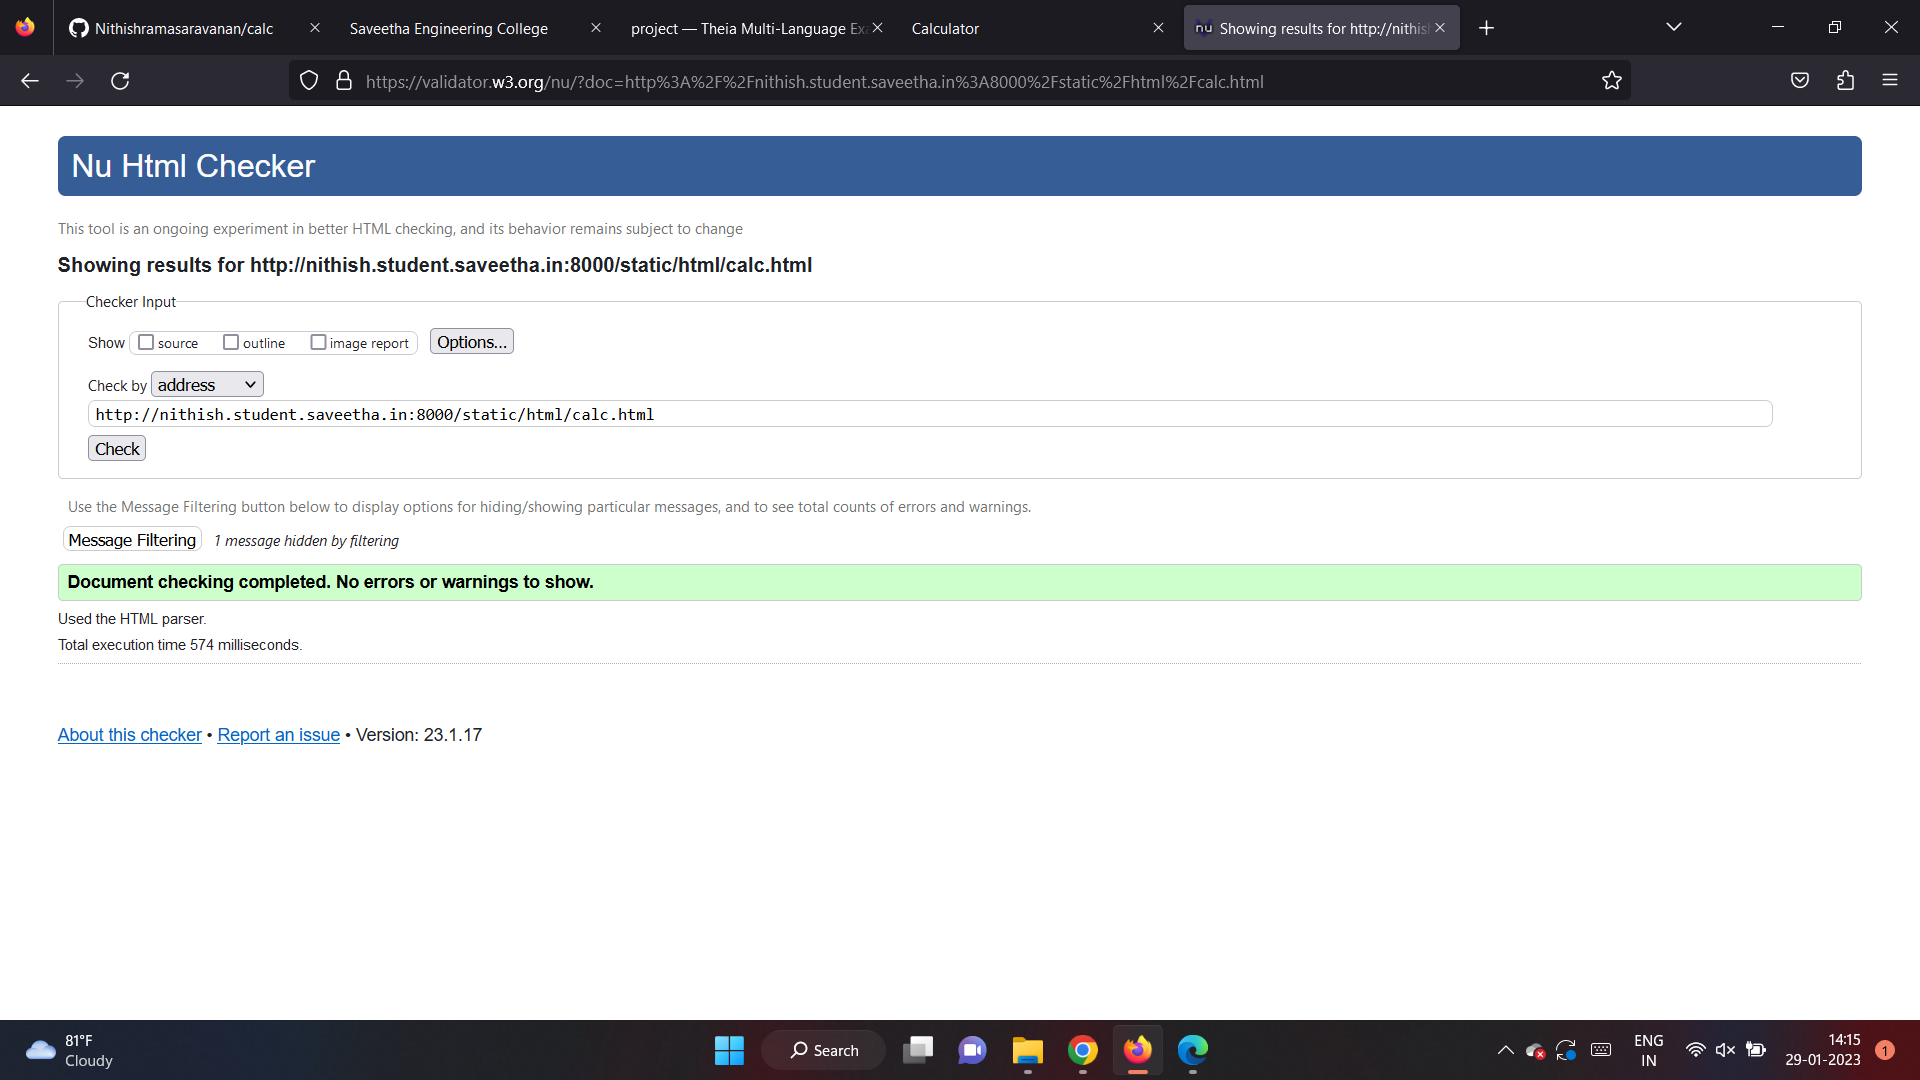 Nithishramasaravanan/calc
Saveetha Engineering College
project — Theia Multi-Language Ex
Calculator
nu Showing results for http://nithis
https://validator.w3.org/nu/?doc=http%3A%2F%2Fnithish.student.saveetha.in%3A8000%2Fstatic%2Fhtml%2Fcalc.html
Nu Html Checker
This tool is an ongoing experiment in better HTML checking, and its behavior remains subject to change
Showing results for http://nithish.student.saveetha.in:8000/static/html/calc.html
Checker Input
Show source outline image report Options...
Check by address
http://nithish.student.saveetha.in:8000/static/html/calc.html
Check
Use the Message Filtering button below to display options for hiding/showing particular messages, and to see total counts of errors and warnings.
Message Filtering 1 message hidden by filtering
Document checking completed. No errors or warnings to show.
Used the HTML parser.
Total execution time 574 milliseconds.
About this checker • Report an issue • Version: 23.1.17
81°F
Cloudy
Search
ENG
IN
14:15
29-01-2023
1